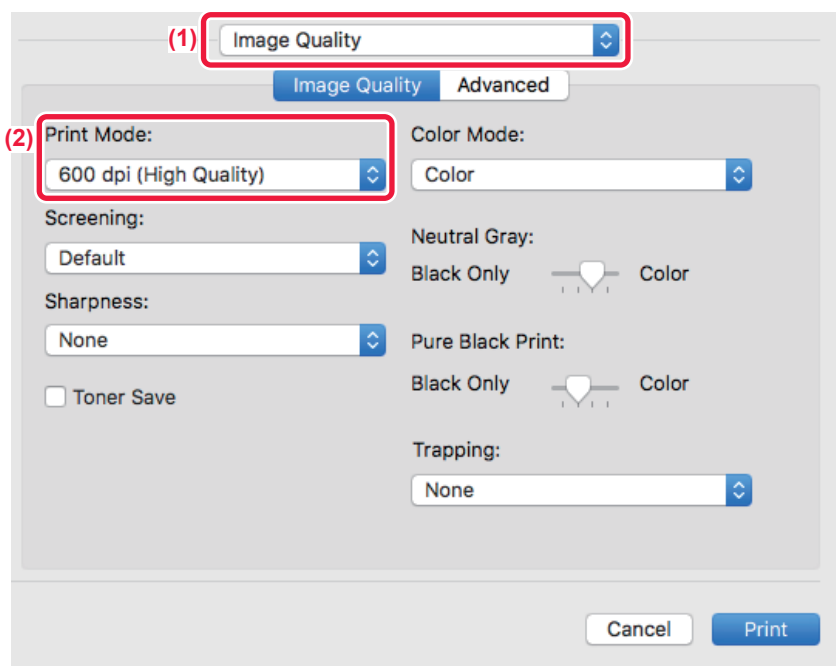 (1) Image Quality
Image Quality Advanced
(2) Print Mode:
600 dpi (High Quality)
Screening:
Default
Sharpness:
None
Toner Save
Color Mode:
Color
Neutral Gray:
Black Only Color
Pure Black Print:
Black Only Color
Trapping:
None
Cancel Print